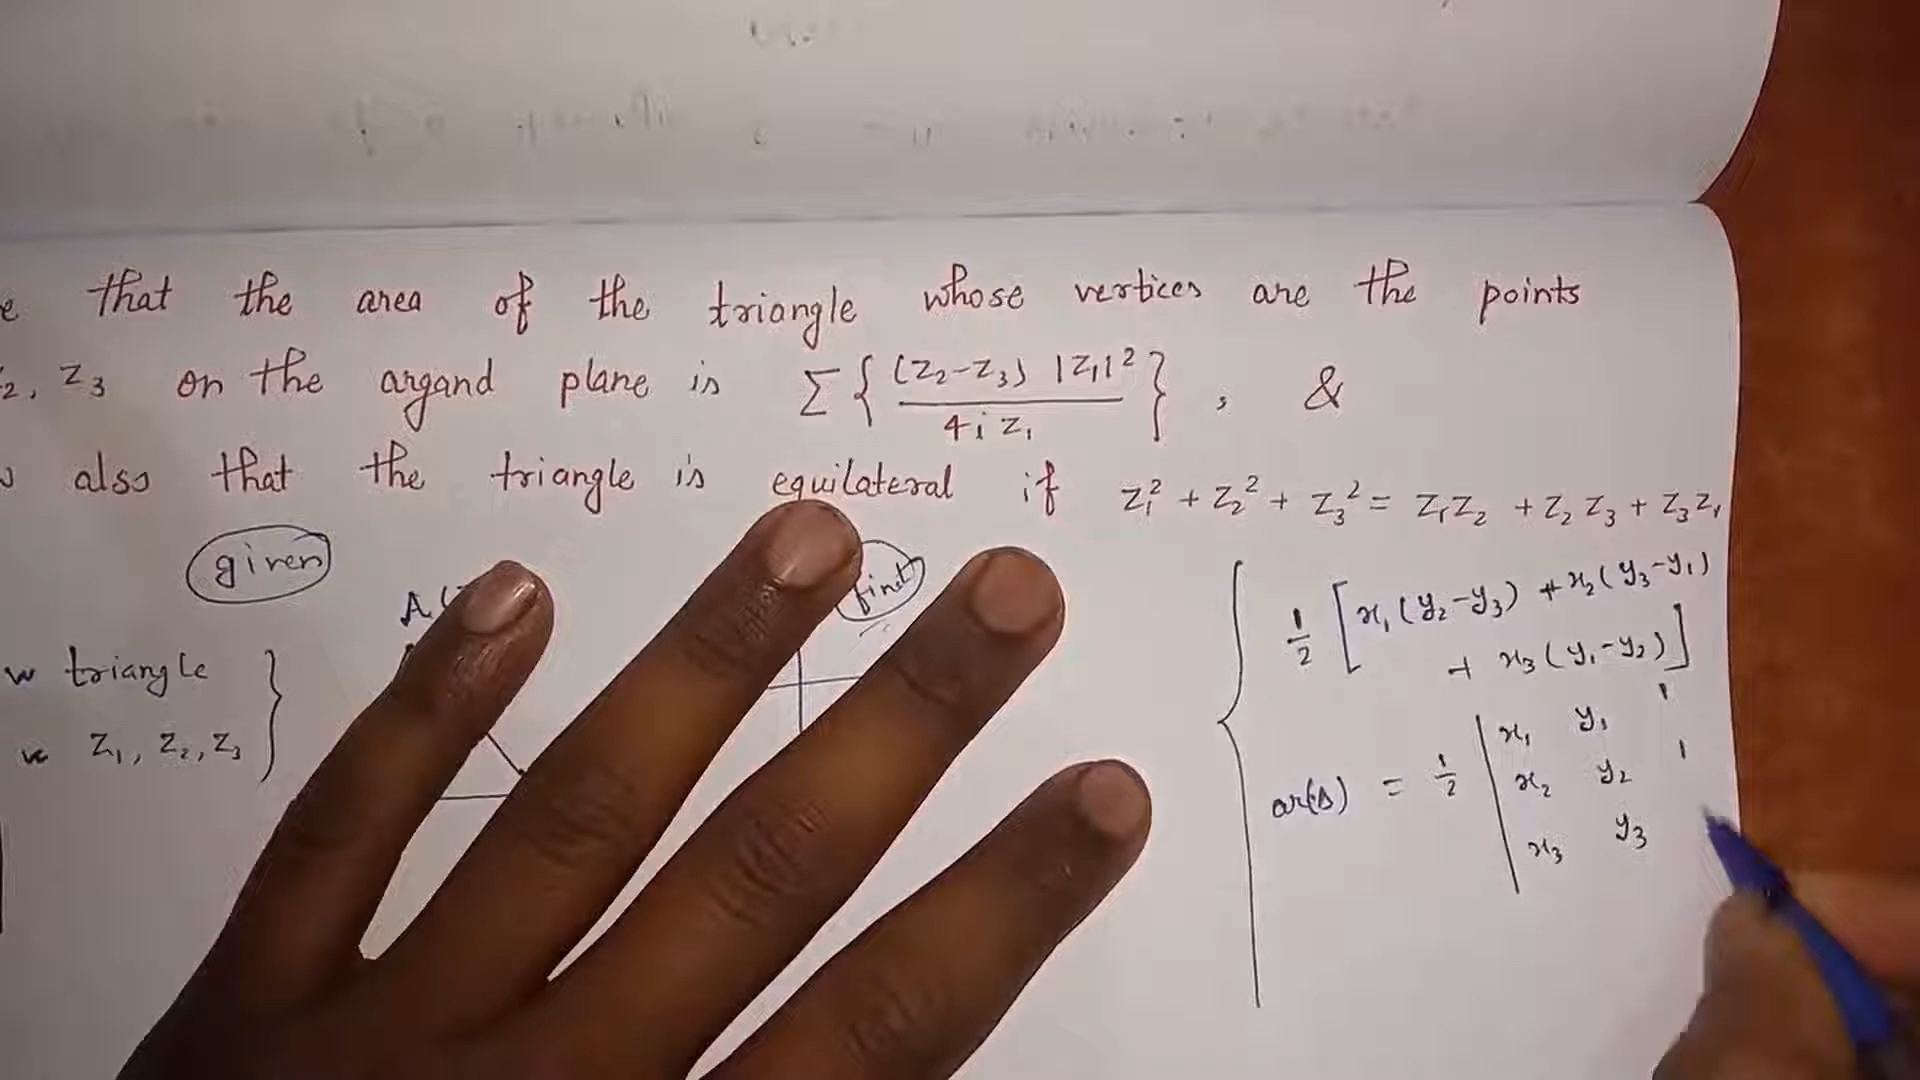 that the area of the triangle whose vertices are the points
2, Z3 on the argand plane is Σ { (Z2-Z3) |Z1|² / 4i Z1 } , &
also that the triangle is equilateral if Z1² + Z2² + Z3² = Z1Z2 + Z2 Z3 + Z3Z1
given
A (
find
w triangle
Z1, Z2, Z3
1/2 [ x1(y2-y3) + x2(y3-y1)
+ x3(y1-y2) ]
ar(Δ) = 1/2 | x1 y1 1
x2 y2 1
x3 y3